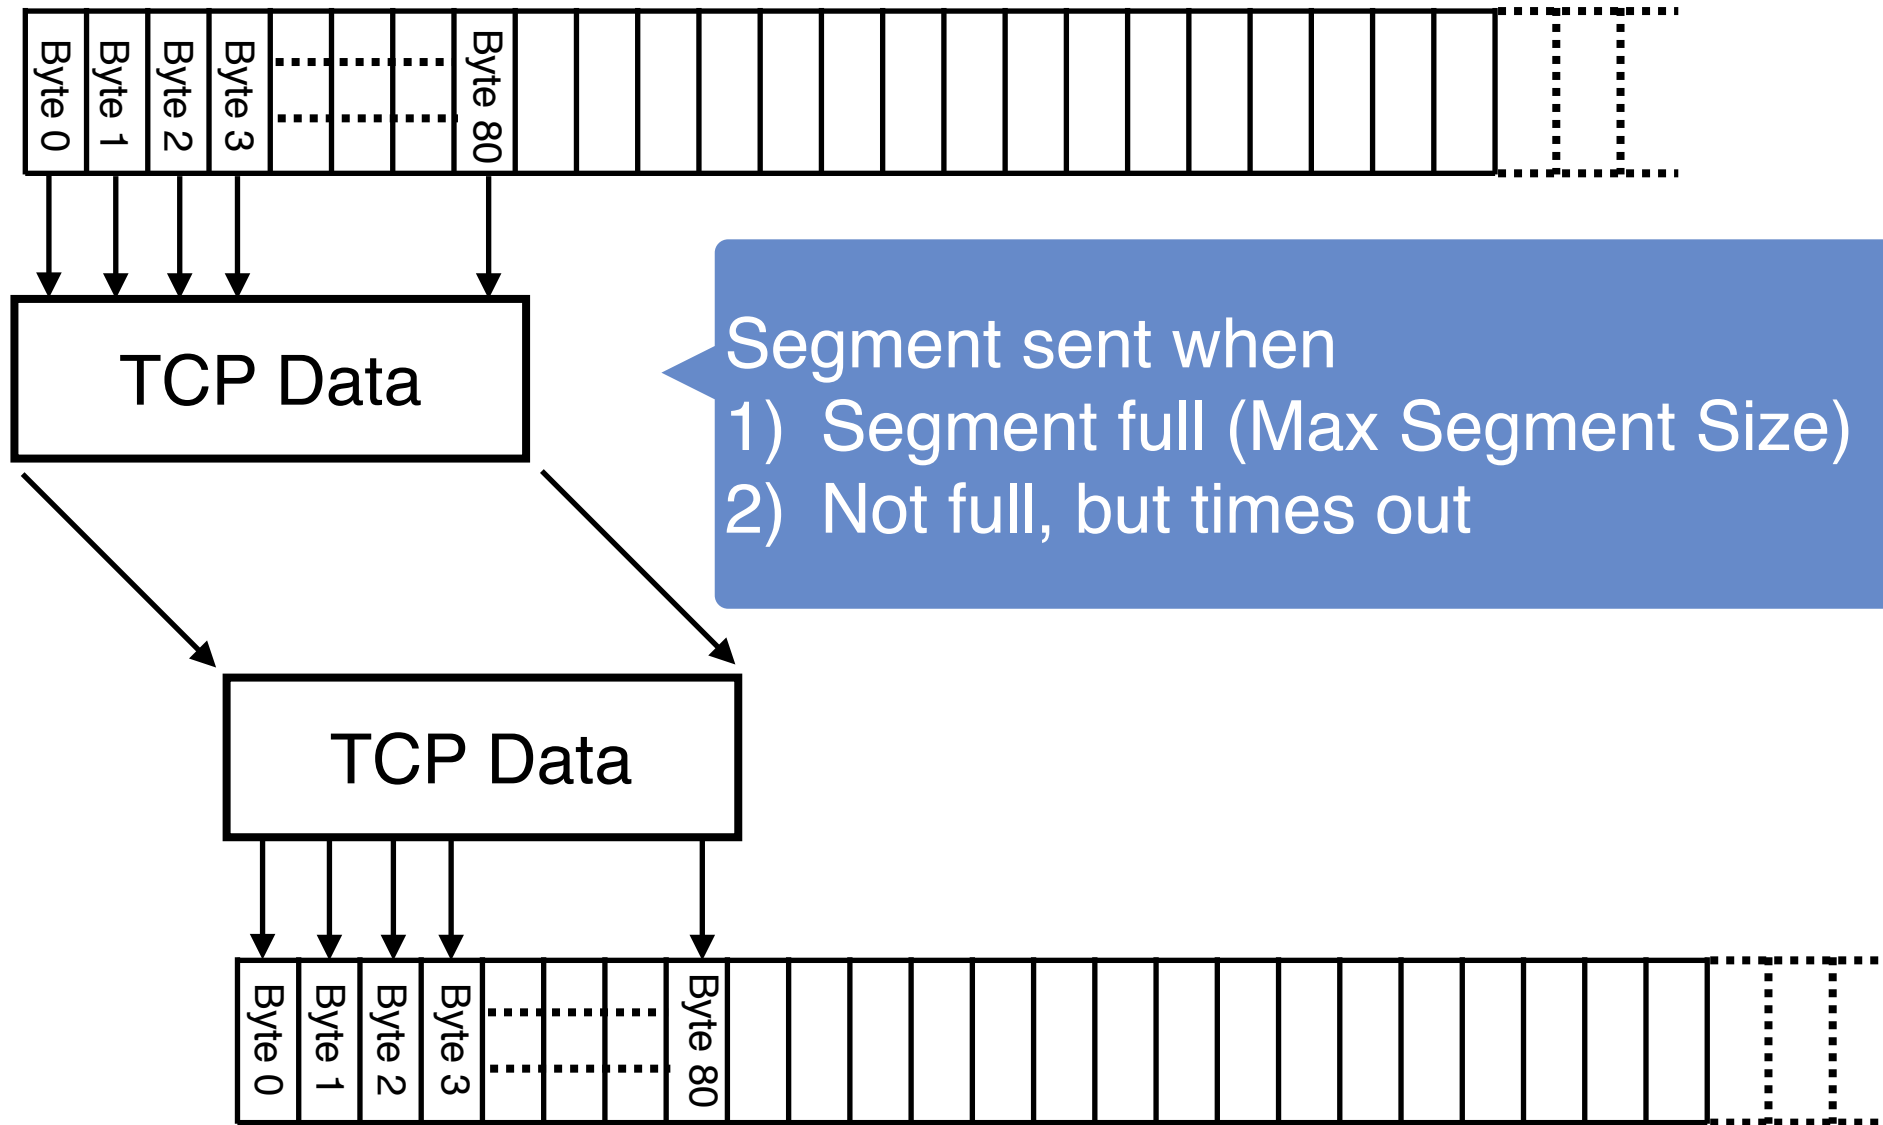 Byte 0
Byte 1
Byte 2
Byte 3
Byte 80
TCP Data
Segment sent when
1) Segment full (Max Segment Size)
2) Not full, but times out
TCP Data
Byte 0
Byte 1
Byte 2
Byte 3
Byte 80